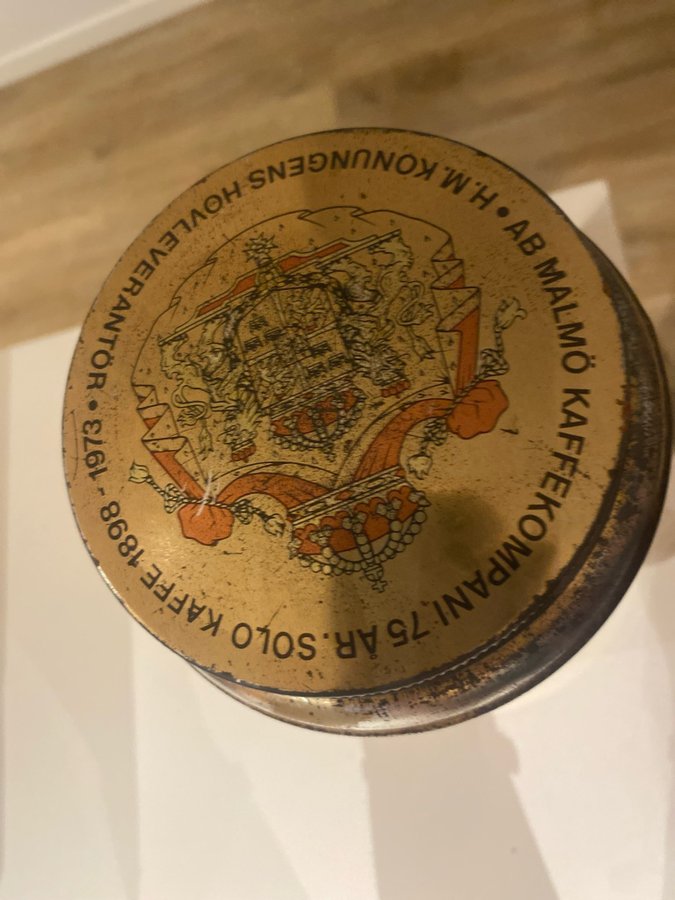 AB MALMÖ KAFFEKOMPANI. 75 ÅR. SOLO KAFFE 1898 - 1973 •
H.M. KONUNGENS HOVLEVERANTÖR •